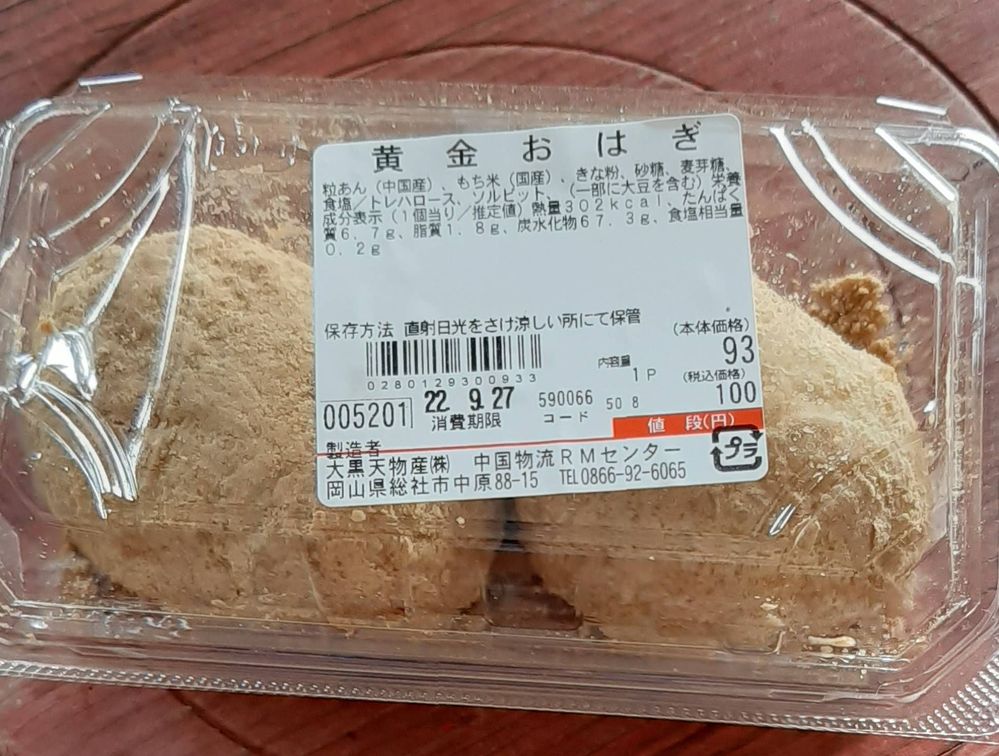 黄金おはぎ
粒あん（中国産）、もち米（国産）、きな粉、砂糖、麦芽糖、
食塩／トレハロース、ソルビット、（一部に大豆を含む）栄養
成分表示（1個当り／推定値）熱量302kcal、たんぱく
質6.7g、脂質1.8g、炭水化物67.3g、食塩相当量
0.2g
保存方法 直射日光をさけ涼しい所にて保管
(本体価格)
93
0280129300933
内容量
1P
(税込価格)
100
005201
22.9.27
消費期限
590066
コード
50 8
値段(円)
製造者
大黒天物産㈱ 中国物流RMセンター
岡山県総社市中原88-15 TEL0866-92-6065
プラ